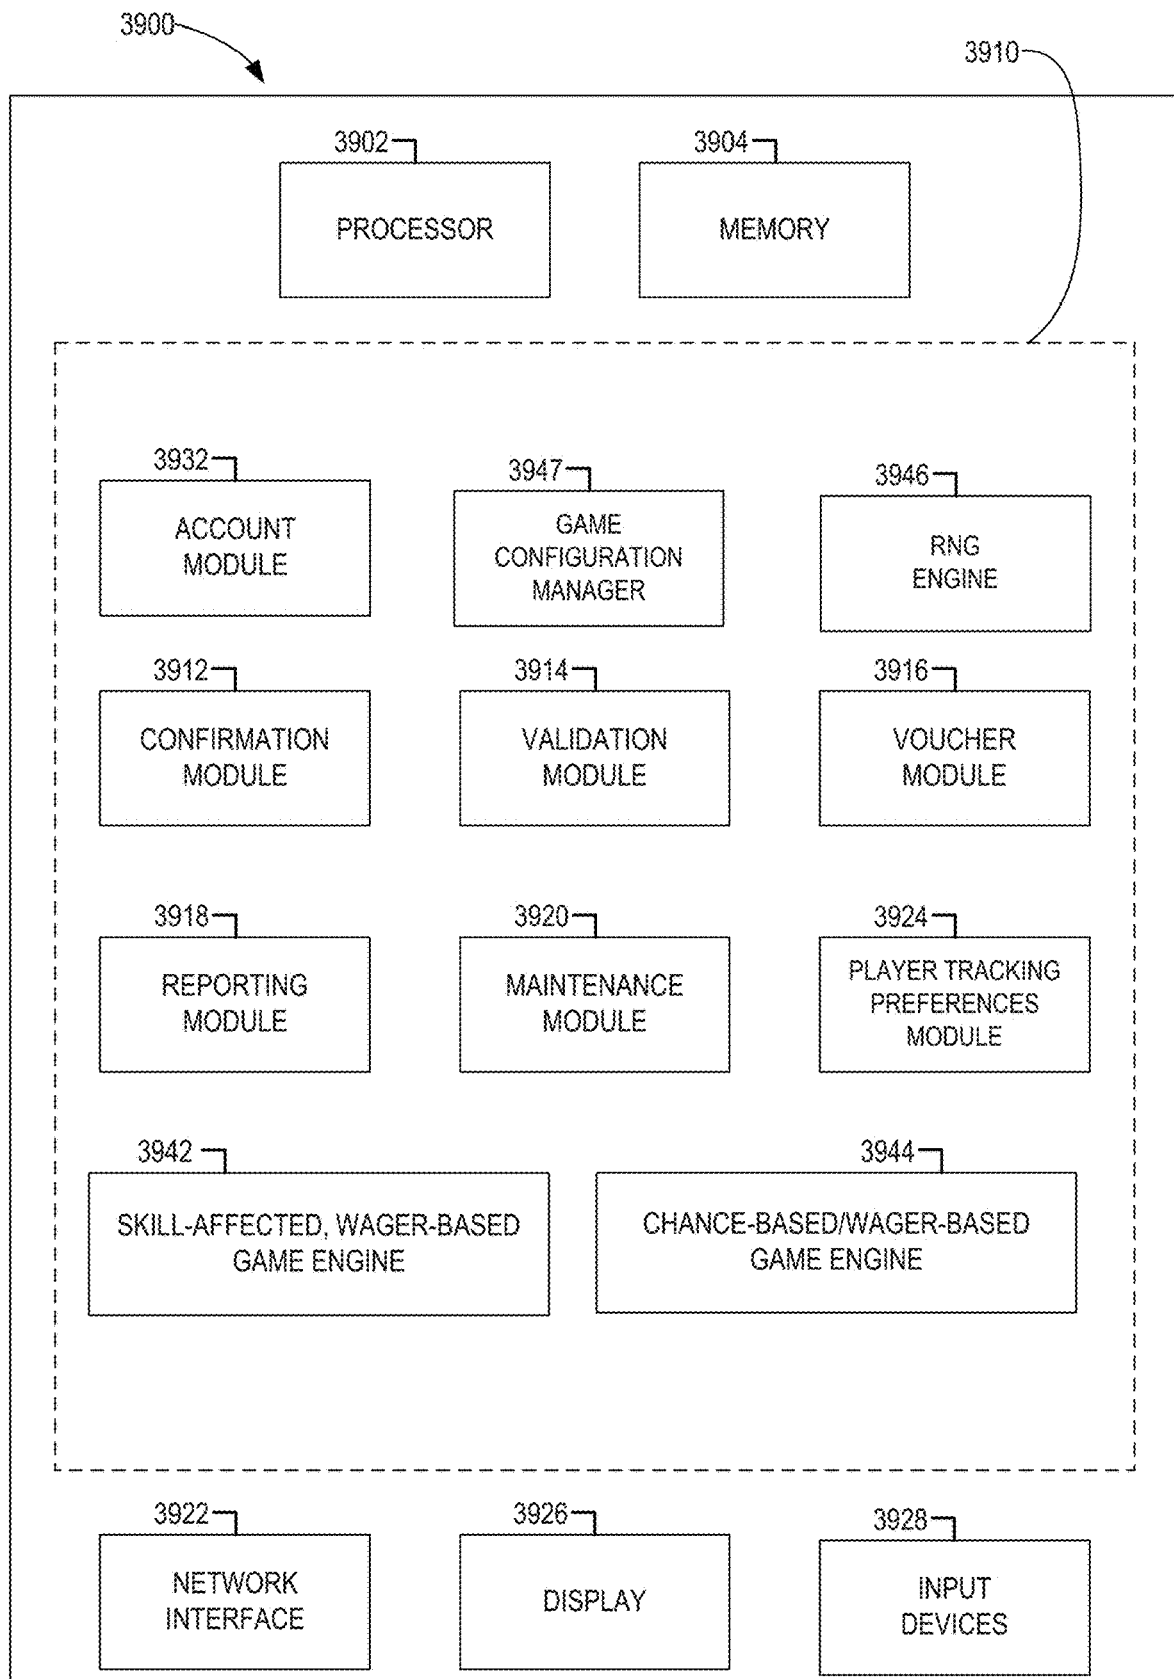 3900
3910
3902
3904
PROCESSOR
MEMORY
3932
3947
3946
ACCOUNT
MODULE
GAME
CONFIGURATION
MANAGER
RNG
ENGINE
3912
3914
3916
CONFIRMATION
MODULE
VALIDATION
MODULE
VOUCHER
MODULE
3918
3920
3924
REPORTING
MODULE
MAINTENANCE
MODULE
PLAYER TRACKING
PREFERENCES
MODULE
3942
3944
SKILL-AFFECTED, WAGER-BASED
GAME ENGINE
CHANCE-BASED/WAGER-BASED
GAME ENGINE
3922
3926
3928
NETWORK
INTERFACE
DISPLAY
INPUT
DEVICES